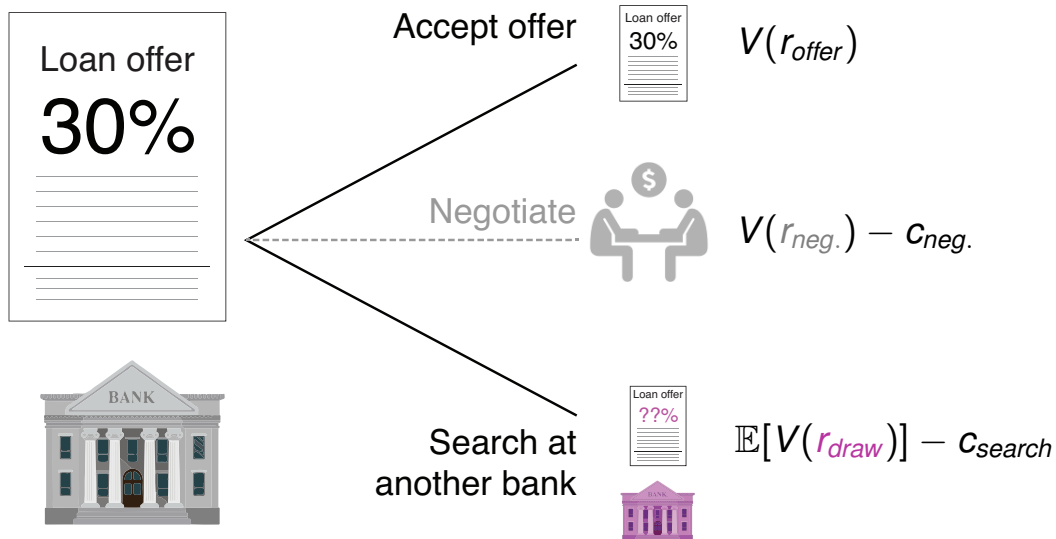 Loan offer
30%
BANK
Accept offer
Loan offer
30%
V(r_offer)
Negotiate
$
V(r_neg.) − c_neg.
Search at
another bank
Loan offer
??%
BANK
𝔼[V(r_draw)] − c_search